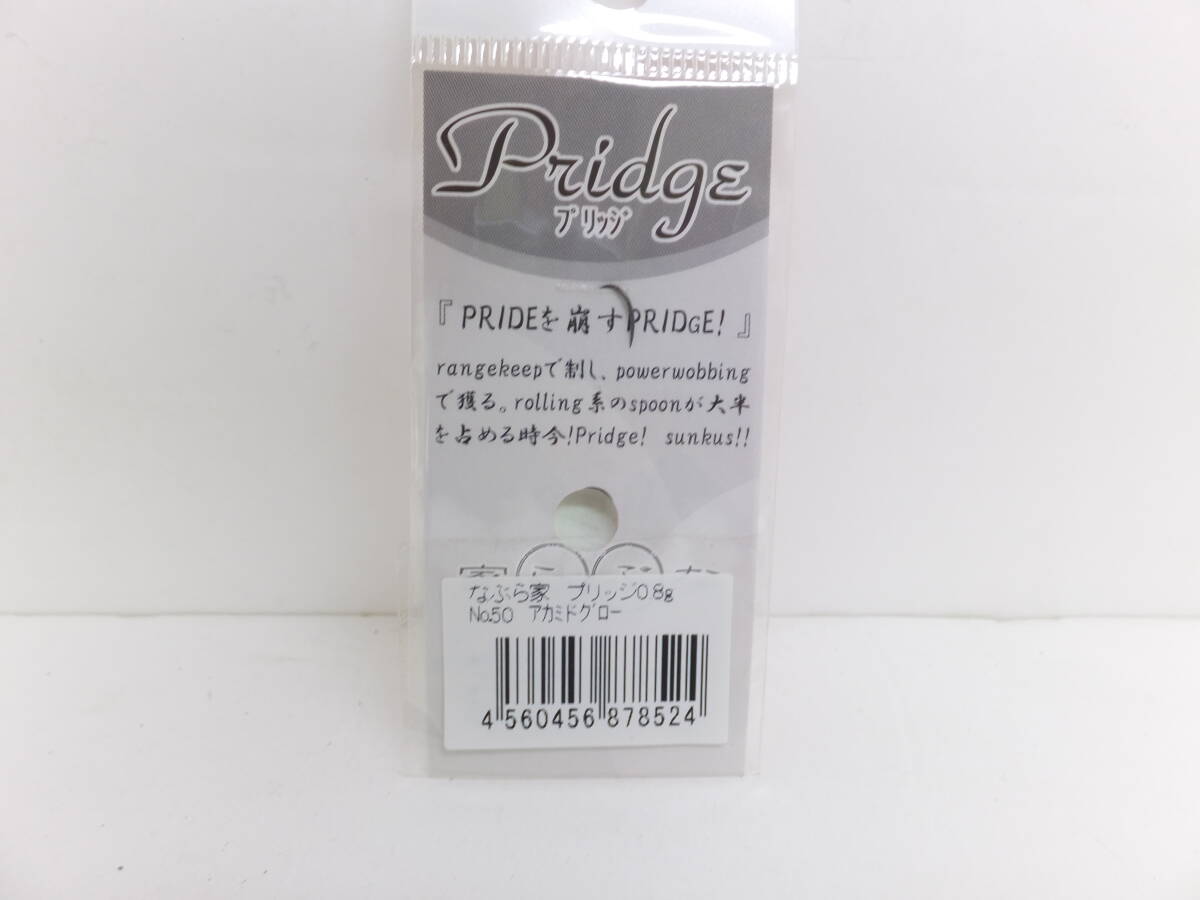 Pridge
プリッジ
『PRIDEを崩すPRIDGE!』
rangekeepで制し、powerwobbing
で獲る。rolling系のspoonが大半
を占める時今!Pridge! sunkus!!
なぶら家 プリッジ0.8g
No.50 アカミドグロー
4 560456 878524